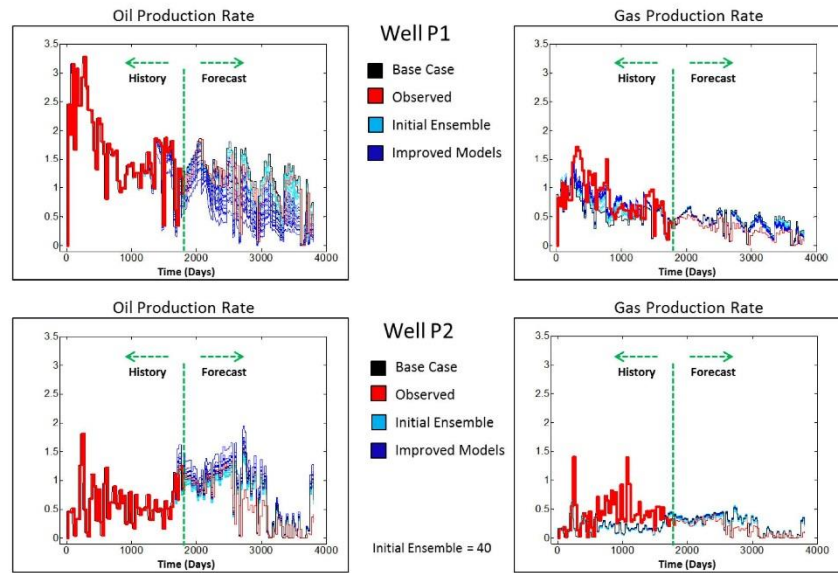 Oil Production Rate
3.5
3
2.5
2
1.5
1
0.5
0
History
Forecast
0
1000
2000
3000
4000
Time (Days)
Well P1
Base Case
Observed
Initial Ensemble
Improved Models
Gas Production Rate
3.5
3
2.5
2
1.5
1
0.5
0
History
Forecast
0
1000
2000
3000
4000
Time (Days)
Oil Production Rate
3.5
3
2.5
2
1.5
1
0.5
0
History
Forecast
0
1000
2000
3000
4000
Time (Days)
Well P2
Base Case
Observed
Initial Ensemble
Improved Models
Initial Ensemble = 40
Gas Production Rate
3.5
3
2.5
2
1.5
1
0.5
0
History
Forecast
0
1000
2000
3000
4000
Time (Days)